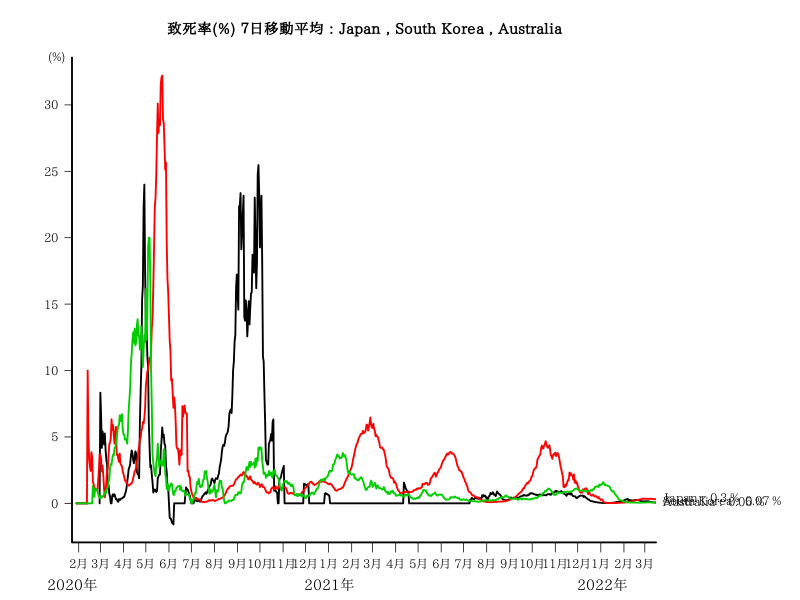 致死率(%) 7日移動平均 : Japan , South Korea , Australia
(%)
30
25
20
15
10
5
0
Japan : 0.3 %
2月 3月 4月 5月 6月 7月 8月 9月 10月 11月 12月 1月 2月 3月 4月 5月 6月 7月 8月 9月 10月 11月 12月 1月 2月 3月
2020年 2021年 2022年